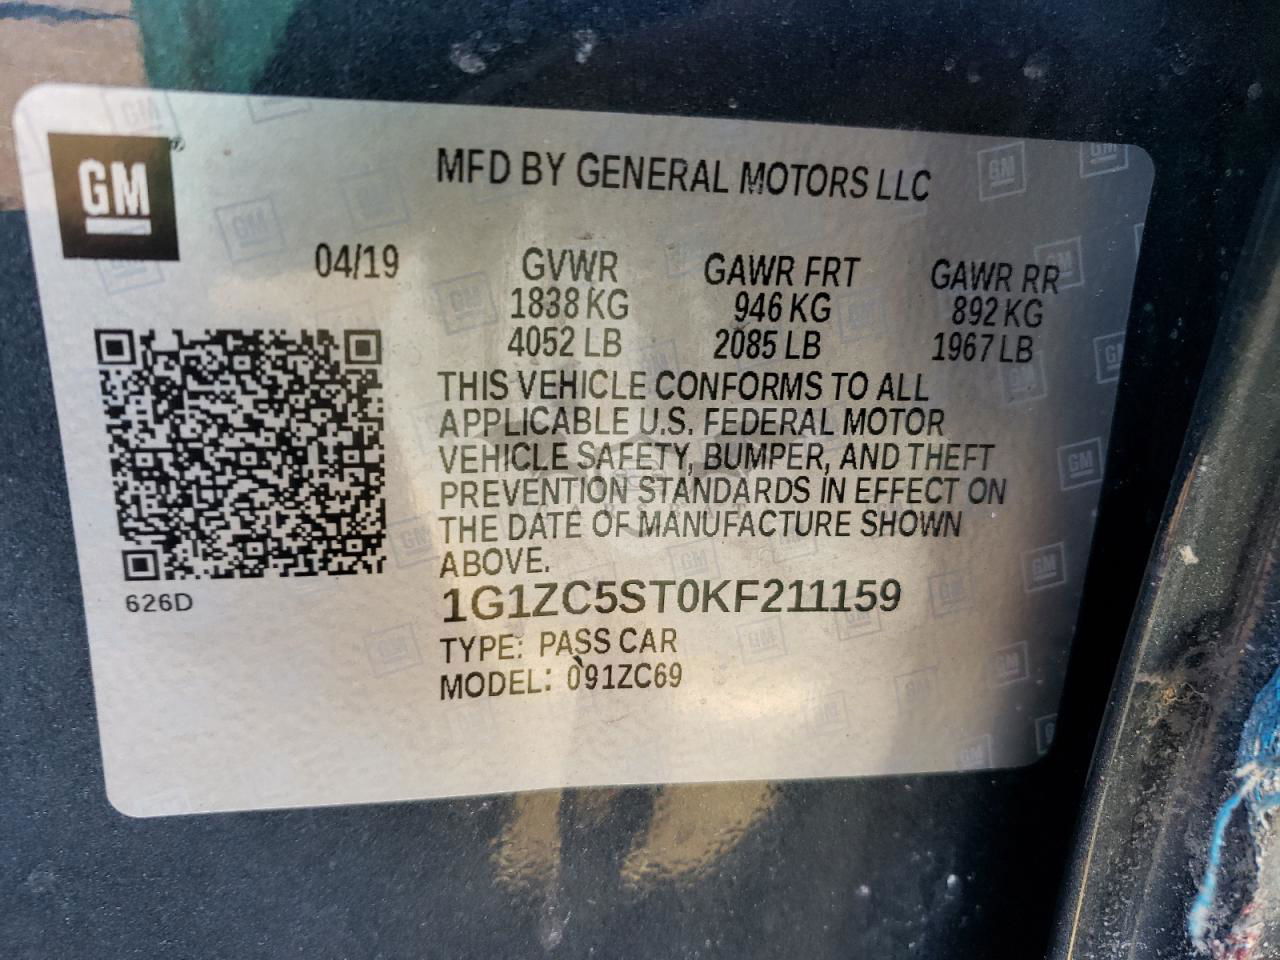 GM
MFD BY GENERAL MOTORS LLC
04/19
GVWR GAWR FRT GAWR RR
1838 KG 946 KG 892 KG
4052 LB 2085 LB 1967 LB
THIS VEHICLE CONFORMS TO ALL
APPLICABLE U.S. FEDERAL MOTOR
VEHICLE SAFETY, BUMPER, AND THEFT
PREVENTION STANDARDS IN EFFECT ON
THE DATE OF MANUFACTURE SHOWN
ABOVE.
626D
1G1ZC5ST0KF211159
TYPE: PASS CAR
MODEL: 091ZC69